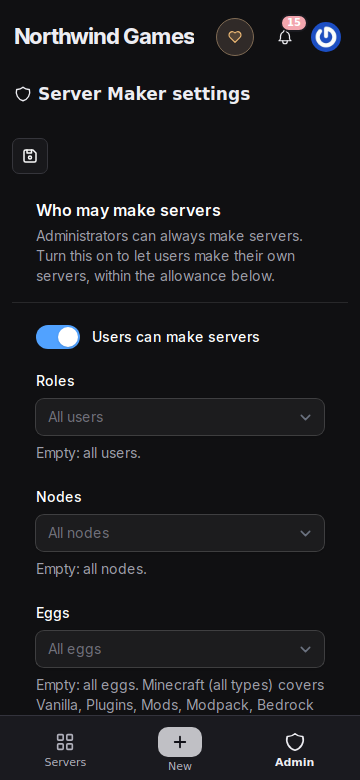 Northwind Games
15
Server Maker settings
Who may make servers
Administrators can always make servers.
Turn this on to let users make their own
servers, within the allowance below.
Users can make servers
Roles
All users
Empty: all users.
Nodes
All nodes
Empty: all nodes.
Eggs
All eggs
Empty: all eggs. Minecraft (all types) covers
Vanilla, Plugins, Mods, Modpack, Bedrock
Servers
New
Admin